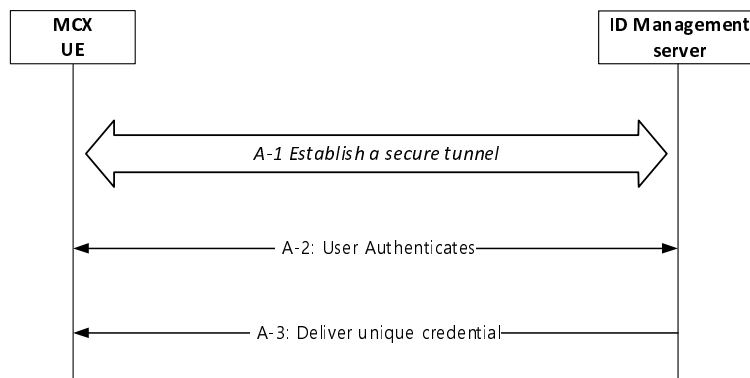 MCX
UE
ID Management
server
A-1 Establish a secure tunnel
A-2: User Authenticates
A-3: Deliver unique credential